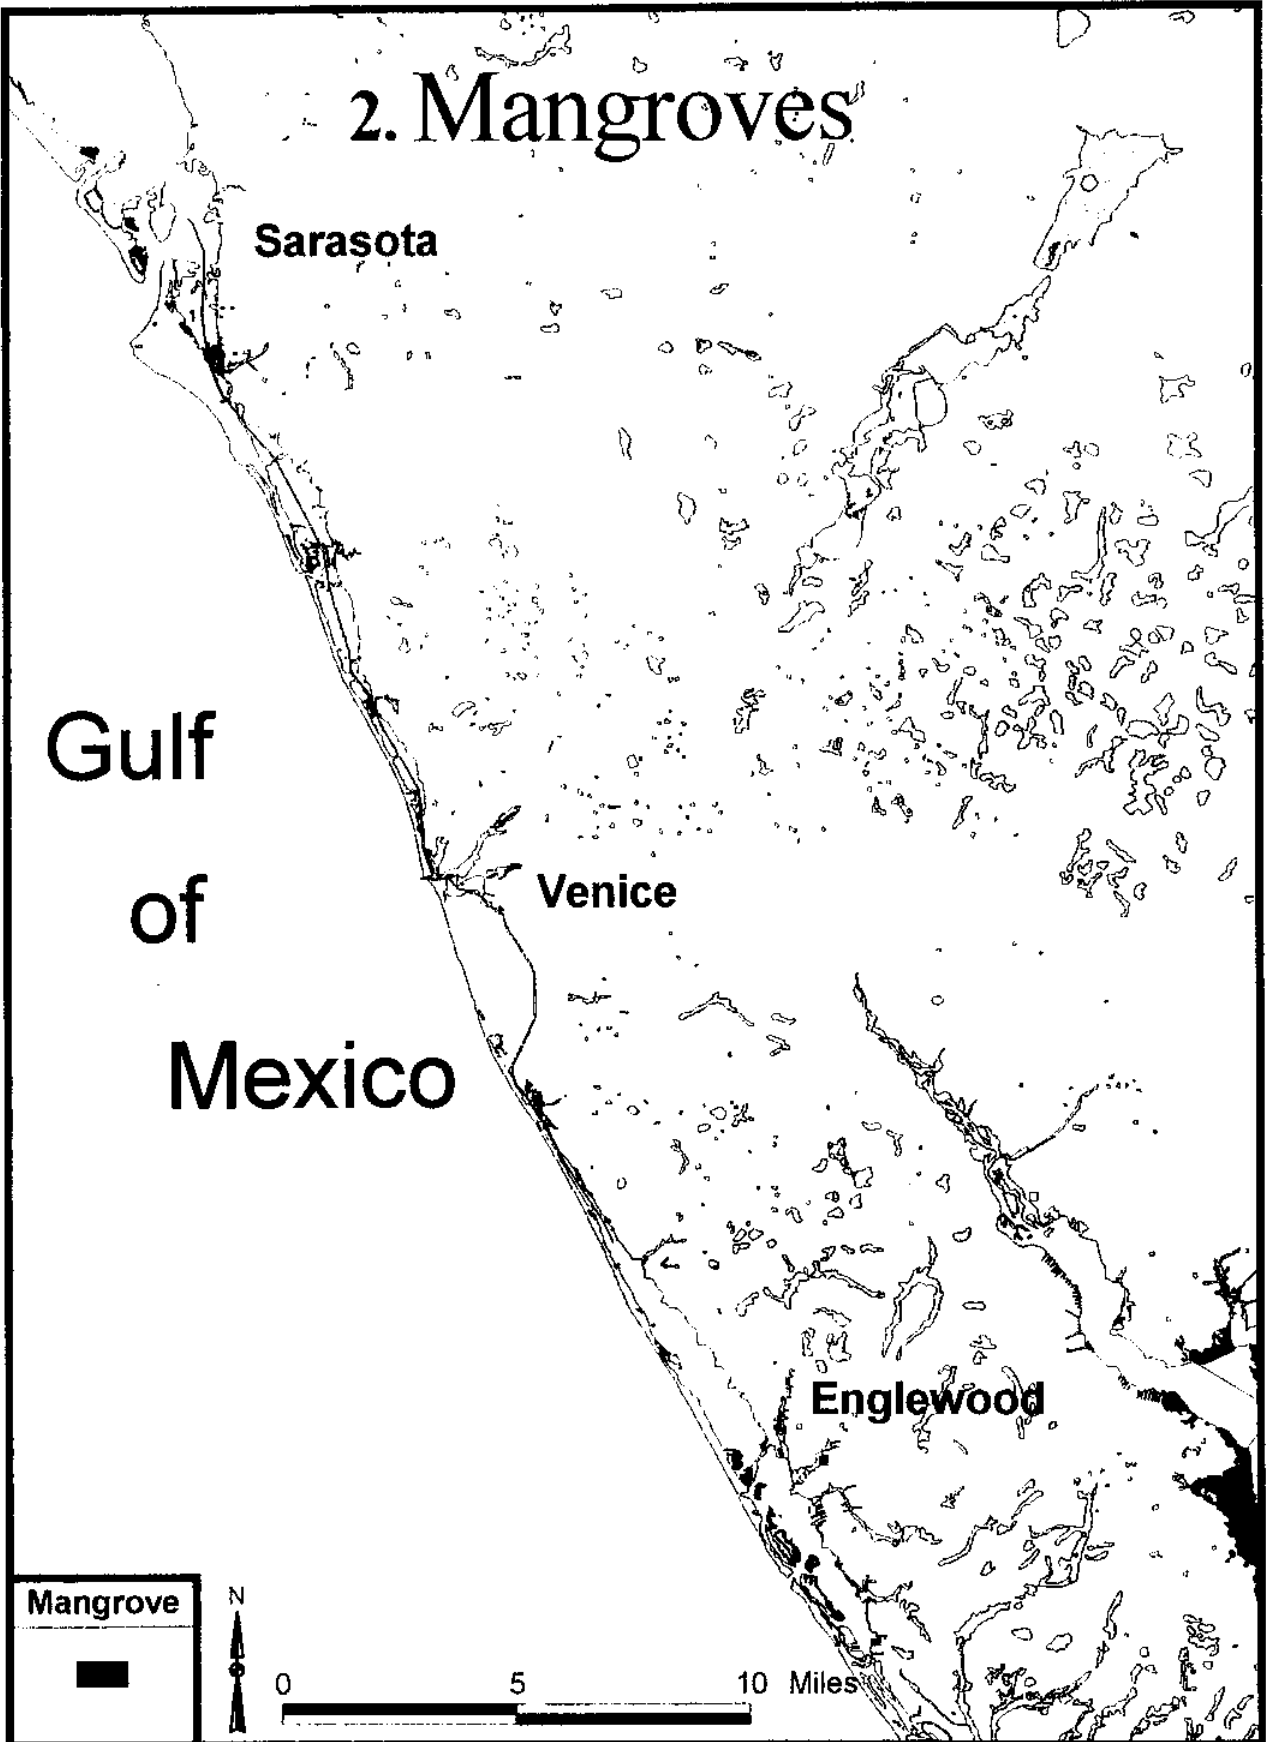 2. Mangroves
Sarasota
Gulf
of
Mexico
Venice
Englewood
Mangrove
N
0 5 10 Miles